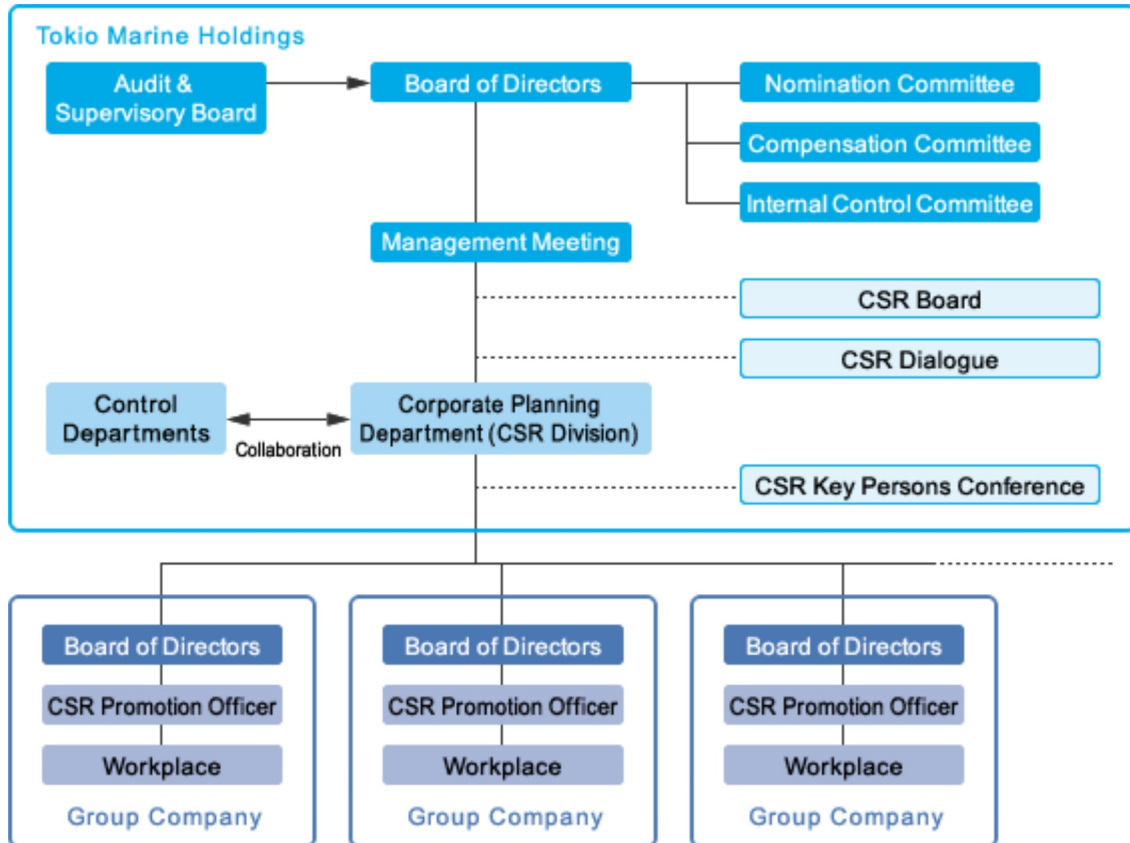 Tokio Marine Holdings
Audit &
Supervisory Board
Board of Directors
Nomination Committee
Compensation Committee
Internal Control Committee
Management Meeting
CSR Board
CSR Dialogue
Control
Departments
Collaboration
Corporate Planning
Department (CSR Division)
CSR Key Persons Conference
Board of Directors
CSR Promotion Officer
Workplace
Group Company
Board of Directors
CSR Promotion Officer
Workplace
Group Company
Board of Directors
CSR Promotion Officer
Workplace
Group Company